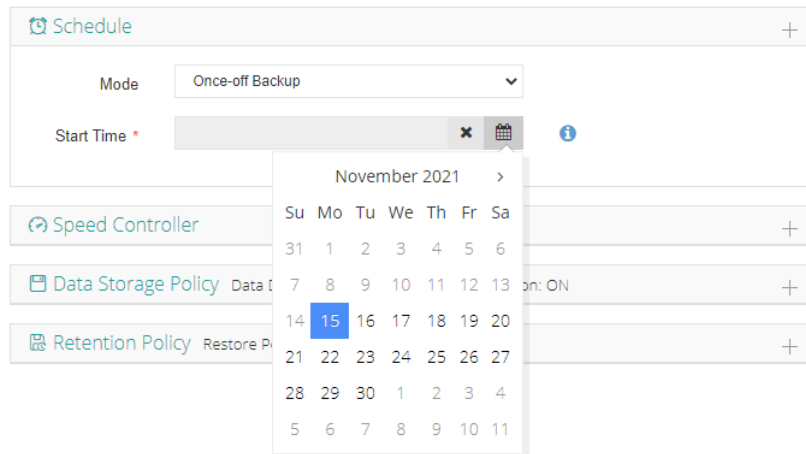 Schedule
Mode Once-off Backup
Start Time *
November 2021
Su Mo Tu We Th Fr Sa
31 1 2 3 4 5 6
7 8 9 10 11 12 13
14 15 16 17 18 19 20
21 22 23 24 25 26 27
28 29 30 1 2 3 4
5 6 7 8 9 10 11
Speed Controller
Data Storage Policy Data on: ON
Retention Policy Restore